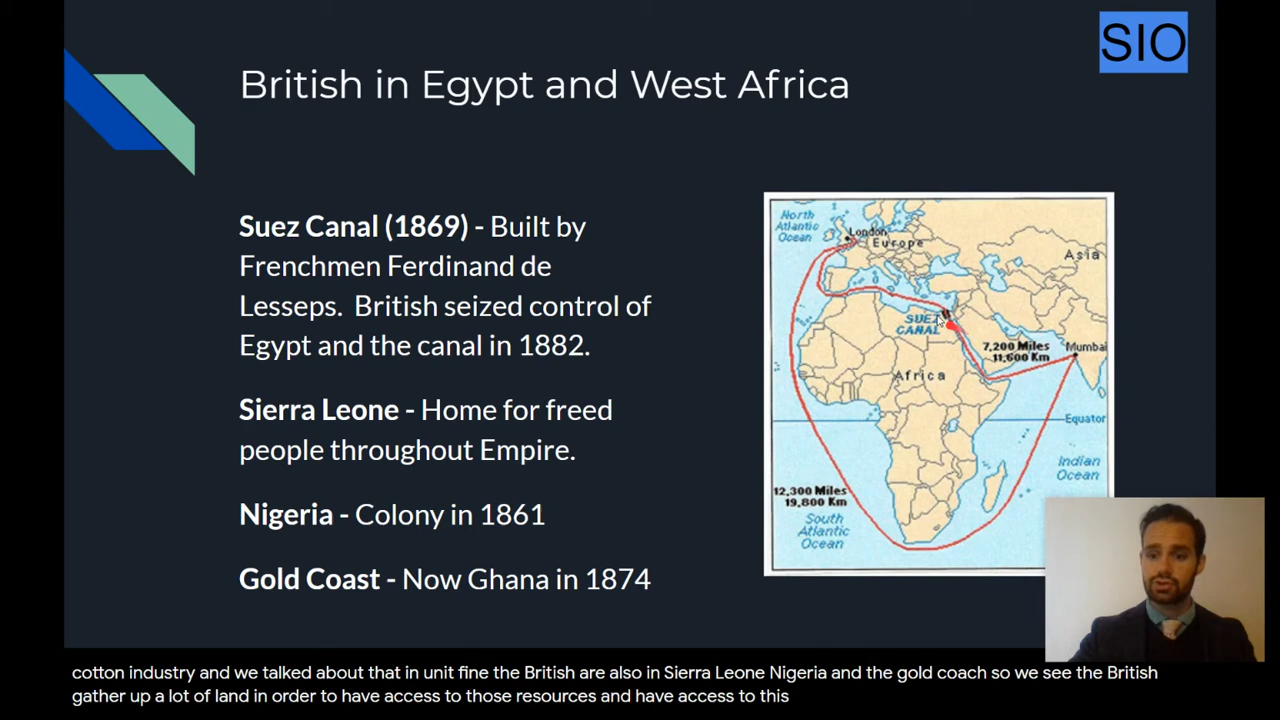 SIO
British in Egypt and West Africa
Suez Canal (1869) - Built by
Frenchmen Ferdinand de
Lesseps. British seized control of
Egypt and the canal in 1882.
Sierra Leone - Home for freed
people throughout Empire.
Nigeria - Colony in 1861
Gold Coast - Now Ghana in 1874
North
Atlantic
Ocean
London
Europe
Asia
SUEZ
CANAL
7,200 Miles
11,600 Km
Mumbai
Africa
Equator
Indian
Ocean
12,300 Miles
19,800 Km
South
Atlantic
Ocean
cotton industry and we talked about that in unit fine the British are also in Sierra Leone Nigeria and the gold coach so we see the British
gather up a lot of land in order to have access to those resources and have access to this